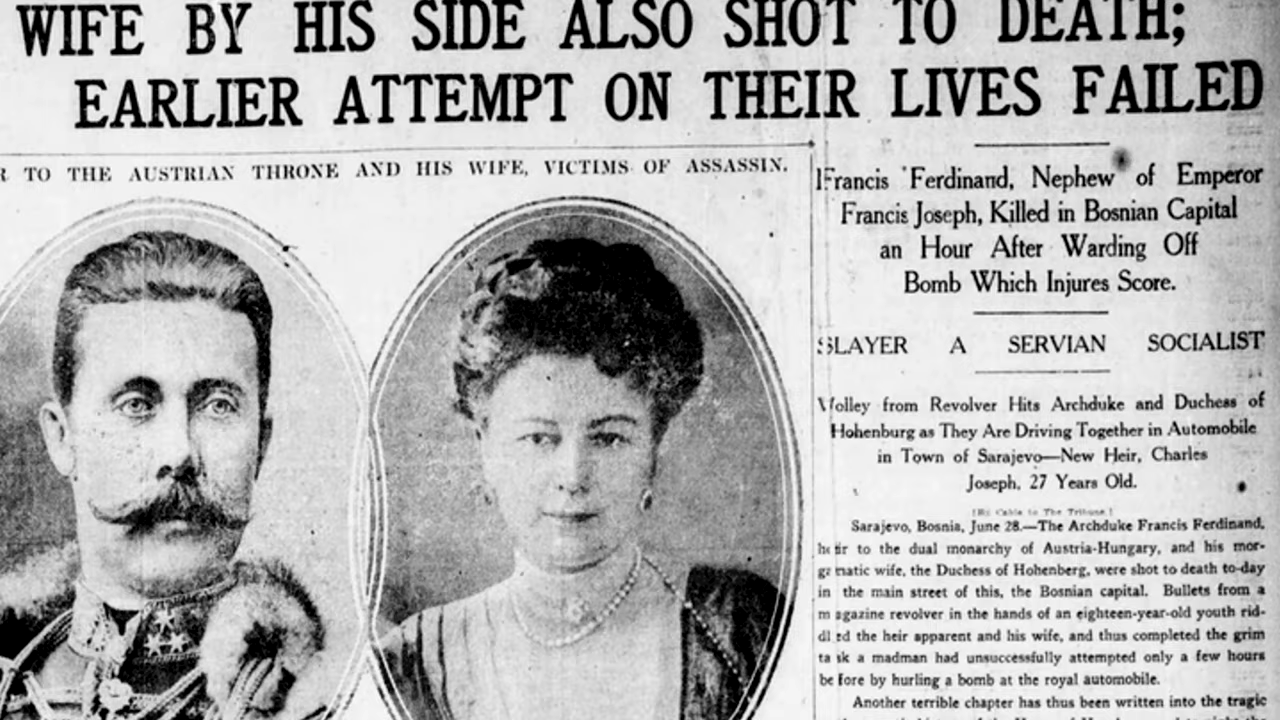 WIFE BY HIS SIDE ALSO SHOT TO DEATH;
EARLIER ATTEMPT ON THEIR LIVES FAILED
R TO THE AUSTRIAN THRONE AND HIS WIFE, VICTIMS OF ASSASSIN.
Francis Ferdinand, Nephew of Emperor
Francis Joseph, Killed in Bosnian Capital
an Hour After Warding Off
Bomb Which Injures Score.
SLAYER A SERVIAN SOCIALIST
Volley from Revolver Hits Archduke and Duchess of
Hohenburg as They Are Driving Together in Automobile
in Town of Sarajevo—New Heir, Charles
Joseph, 27 Years Old.
[By Cable to The Tribune.]
Sarajevo, Bosnia, June 28.—The Archduke Francis Ferdinand,
heir to the dual monarchy of Austria-Hungary, and his mor-
ganatic wife, the Duchess of Hohenberg, were shot to death to-day
in the main street of this, the Bosnian capital. Bullets from a
magazine revolver in the hands of an eighteen-year-old youth rid-
dled the heir apparent and his wife, and thus completed the grim
task a madman had unsuccessfully attempted only a few hours
before by hurling a bomb at the royal automobile.
Another terrible chapter has thus been written into the tragic